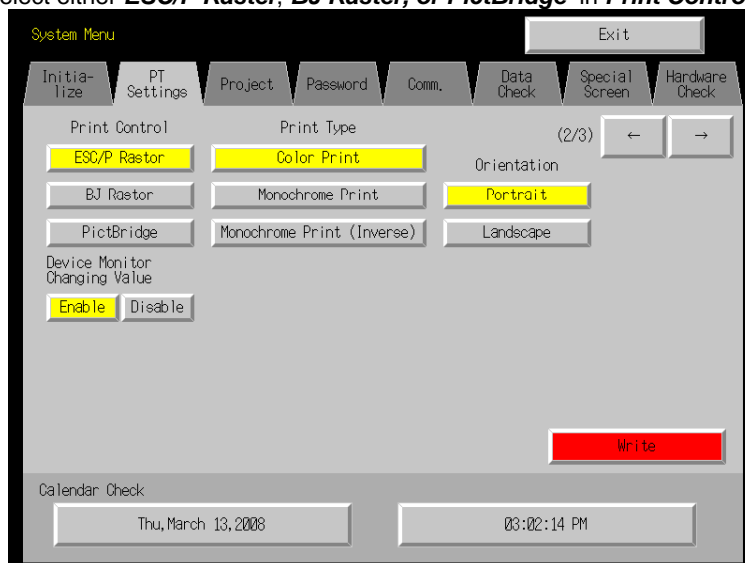 elect either ESC/P Raster, BJ Raster, or PictBridge in Print Contro
System Menu
Exit
Initia-
lize
PT
Settings
Project
Password
Comm.
Data
Check
Special
Screen
Hardware
Check
Print Control
Print Type
(2/3)
←
→
Orientation
ESC/P Rastor
Color Print
Portrait
BJ Rastor
Monochrome Print
PictBridge
Monochrome Print (Inverse)
Landscape
Device Monitor
Changing Value
Enable
Disable
Write
Calendar Check
Thu,March 13,2008
03:02:14 PM